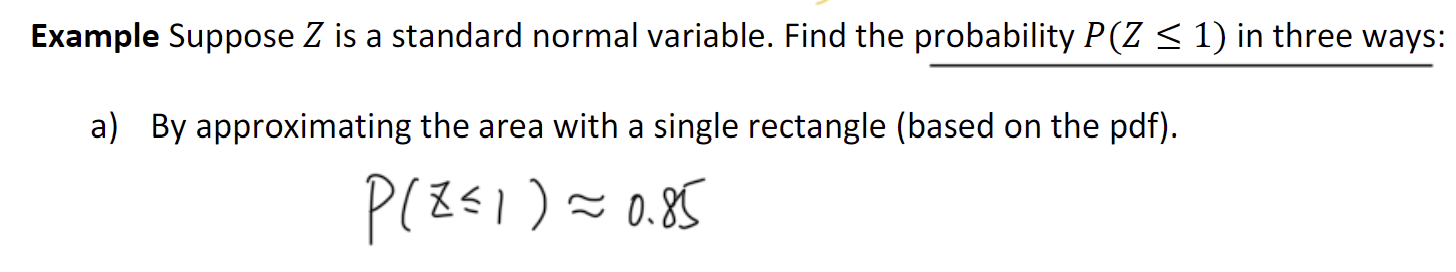 Example Suppose Z is a standard normal variable. Find the probability P(Z ≤ 1) in three ways:
a) By approximating the area with a single rectangle (based on the pdf).
P(Z≤1) ≈ 0.85